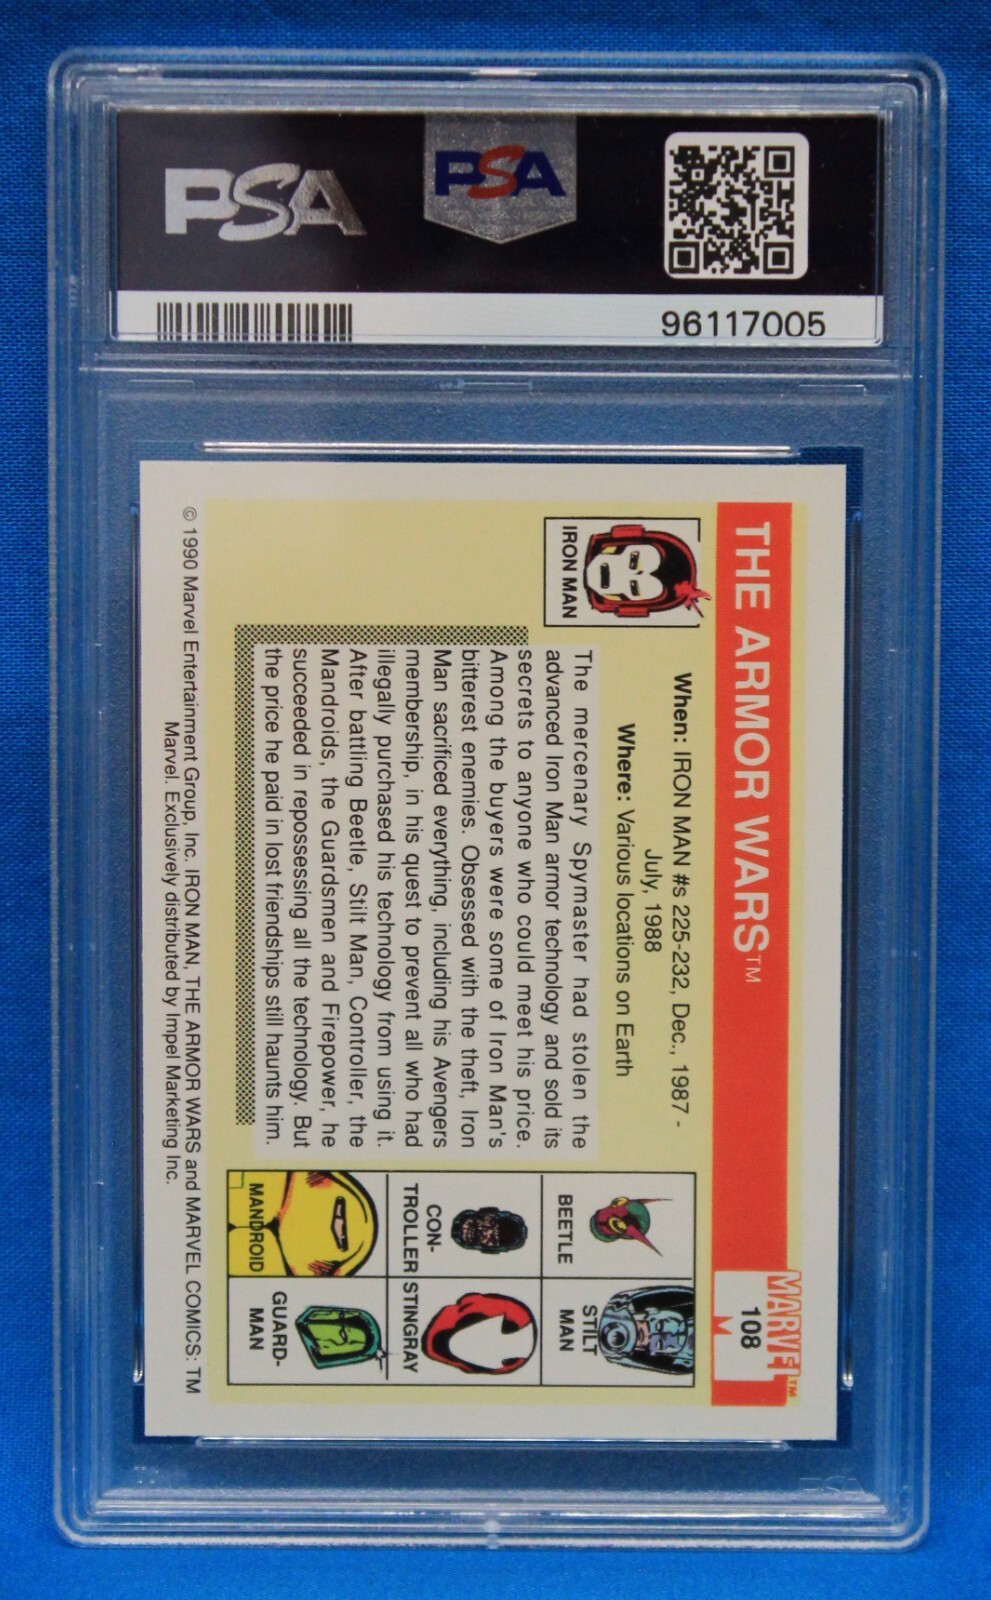 PSA
PSA
96117005
THE ARMOR WARS™
MARVEL™
108
When: IRON MAN #s 225-232, Dec., 1987 -
July, 1988
Where: Various locations on Earth
IRON MAN
The mercenary Spymaster had stolen the
advanced Iron Man armor technology and sold its
secrets to anyone who could meet his price.
Among the buyers were some of Iron Man's
bitterest enemies. Obsessed with the theft, Iron
Man sacrificed everything, including his Avengers
membership, in his quest to prevent all who had
illegally purchased his technology from using it.
After battling Beetle, Stilt Man, Controller, the
Mandroids, the Guardsmen and Firepower, he
succeeded in repossessing all the technology. But
the price he paid in lost friendships still haunts him.
BEETLE
STILT
MAN
CON-
TROLLER
STINGRAY
MANDROID
GUARD-
MAN
© 1990 Marvel Entertainment Group, Inc. IRON MAN, THE ARMOR WARS and MARVEL COMICS: TM
Marvel. Exclusively distributed by Impel Marketing Inc.